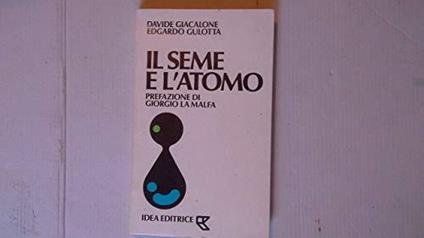 DAVIDE GIACALONE
EDGARDO GULOTTA
IL SEME
E L'ATOMO
PREFAZIONE DI
GIORGIO LA MALFA
IDEA EDITRICE